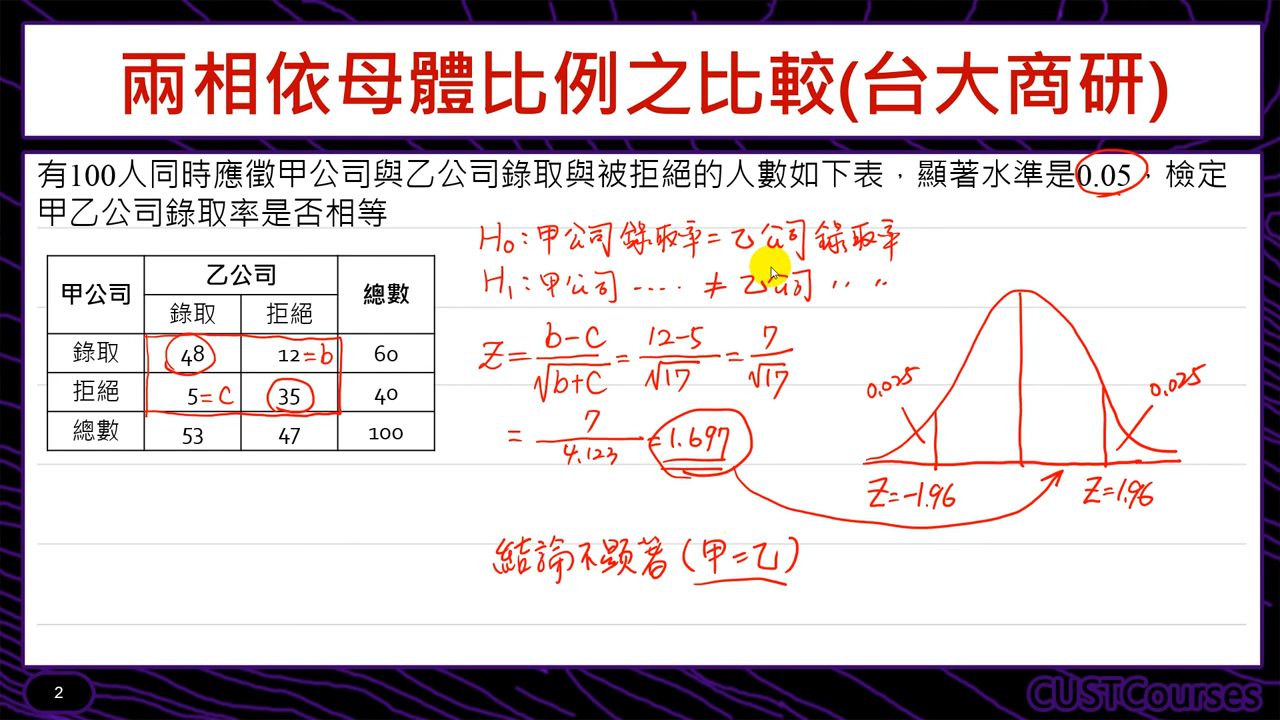 兩相依母體比例之比較(台大商研)
有100人同時應徵甲公司與乙公司錄取與被拒絕的人數如下表，顯著水準是0.05，檢定
甲乙公司錄取率是否相等
H₀:甲公司錄取率=乙公司錄取率
H₁:甲公司 .... ≠ 乙公司 〃 〃
甲公司 乙公司 總數
錄取 拒絕
錄取 48 12=b 60
拒絕 5=c 35 40
總數 53 47 100
Z = b-c/√b+c = 12-5/√17 = 7/√17
= 7/4.123 = 1.697
0.025 0.025
Z=-1.96 Z=1.96
結論不顯著(甲=乙)
2
CUSTCourses